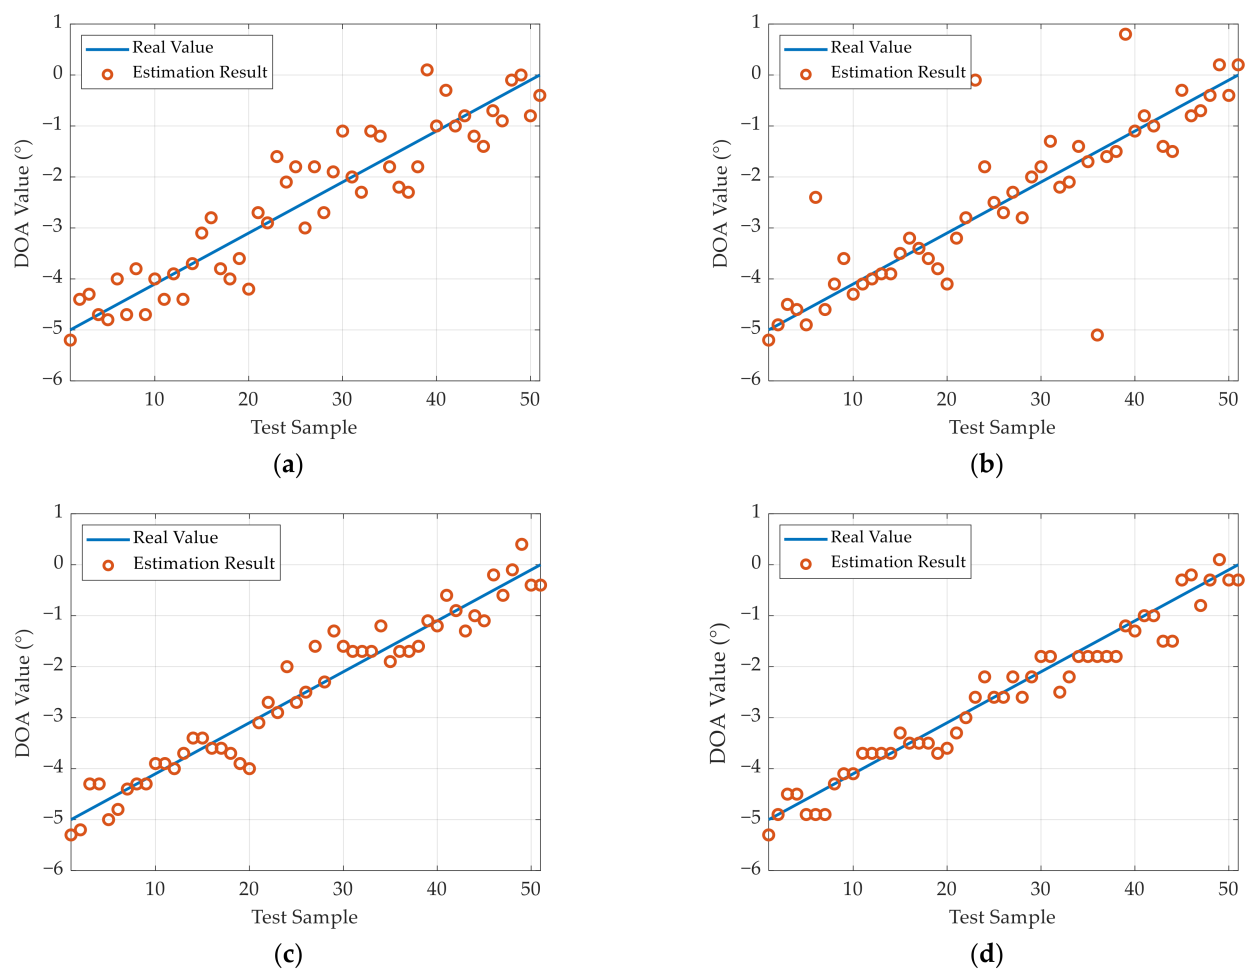 1
0
−1
−2
−3
−4
−5
−6
DOA Value (°)
Real Value
Estimation Result
10
20
30
40
50
Test Sample
(a)
1
0
−1
−2
−3
−4
−5
−6
DOA Value (°)
Real Value
Estimation Result
10
20
30
40
50
Test Sample
(b)
1
0
−1
−2
−3
−4
−5
−6
DOA Value (°)
Real Value
Estimation Result
10
20
30
40
50
Test Sample
(c)
1
0
−1
−2
−3
−4
−5
−6
DOA Value (°)
Real Value
Estimation Result
10
20
30
40
50
Test Sample
(d)